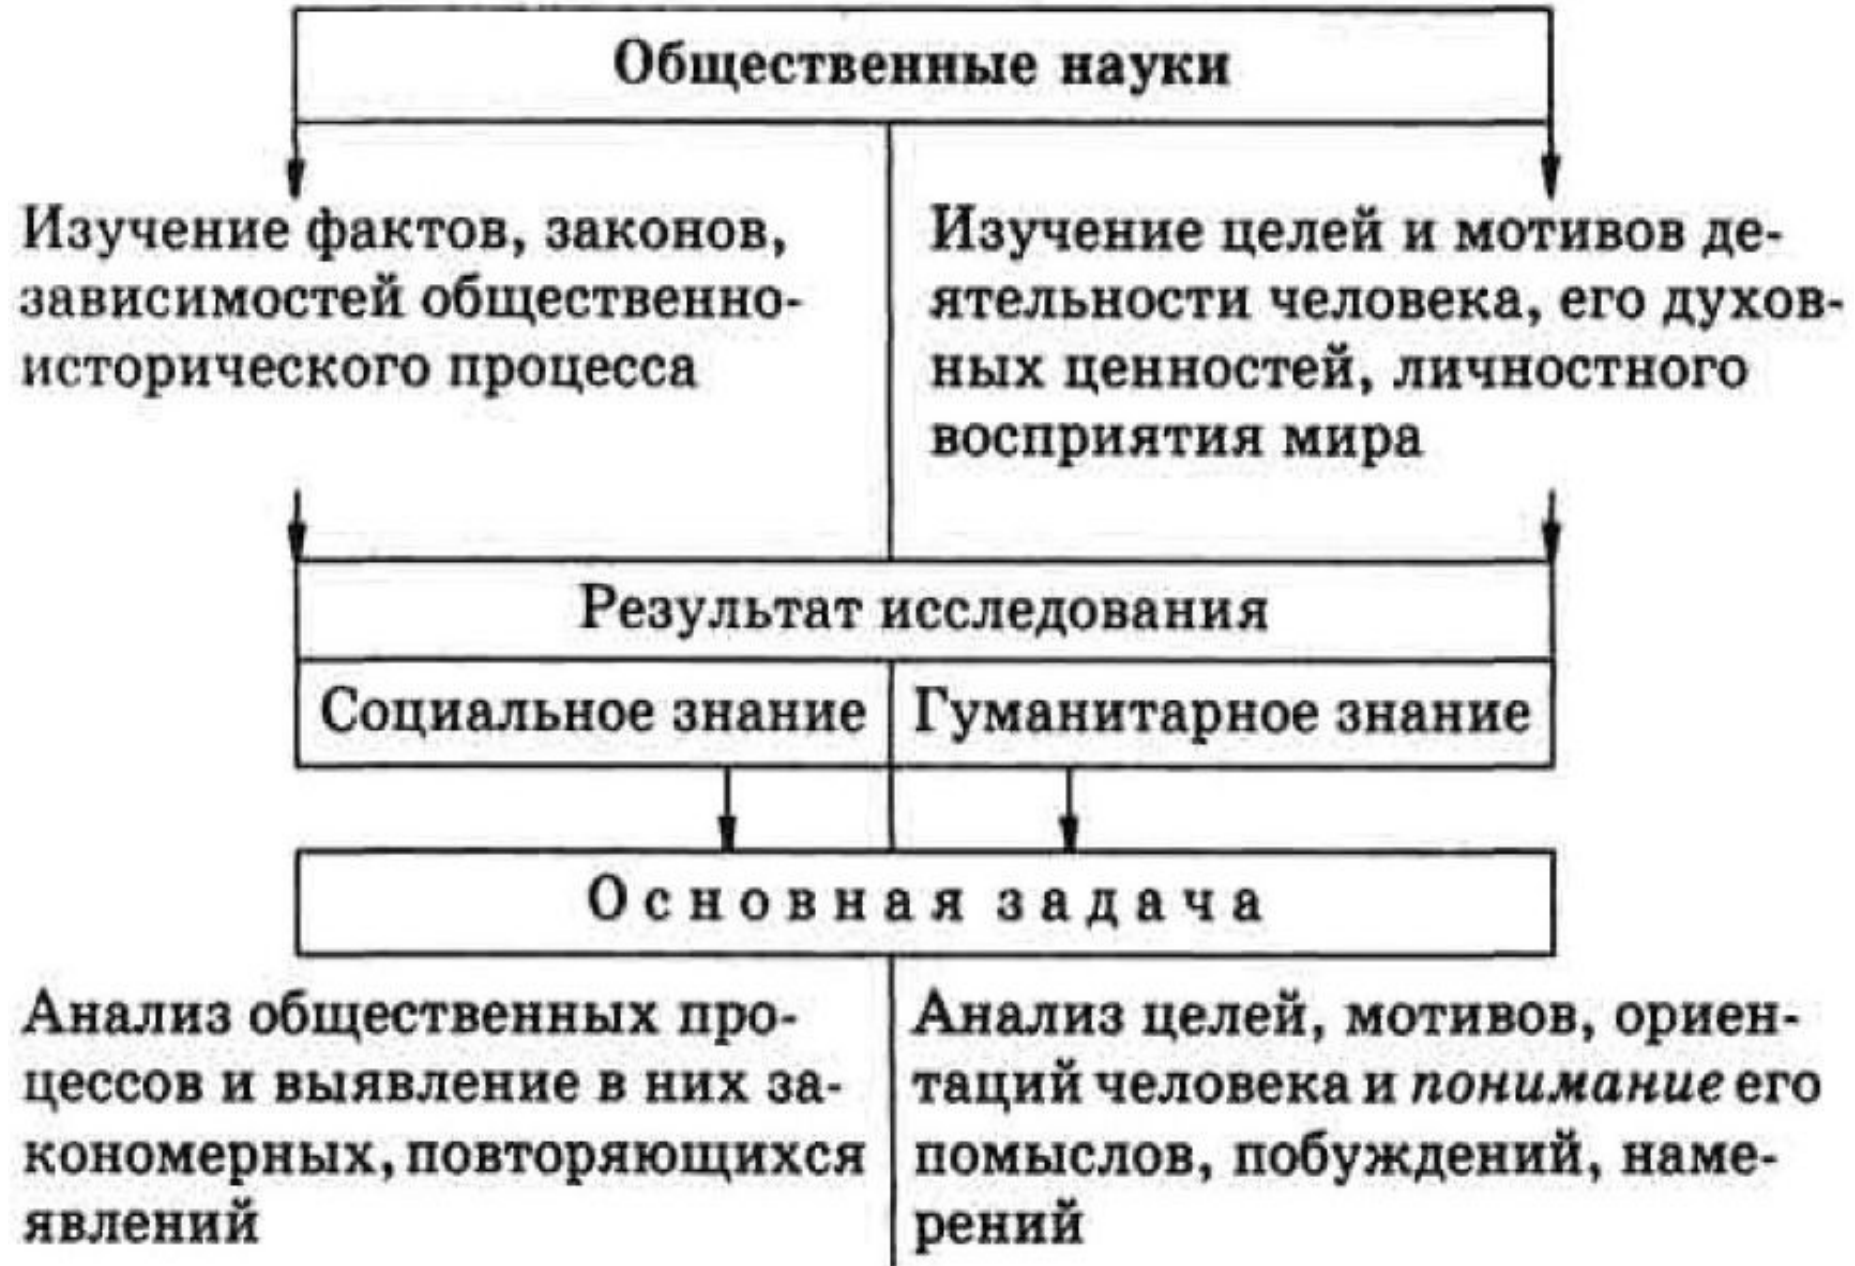 Общественные науки
Изучение фактов, законов,
зависимостей общественно-
исторического процесса
Изучение целей и мотивов де-
ятельности человека, его духов-
ных ценностей, личностного
восприятия мира
Результат исследования
Социальное знание
Гуманитарное знание
Основная задача
Анализ общественных про-
цессов и выявление в них за-
кономерных, повторяющихся
явлений
Анализ целей, мотивов, ориен-
таций человека и понимание его
помыслов, побуждений, наме-
рений